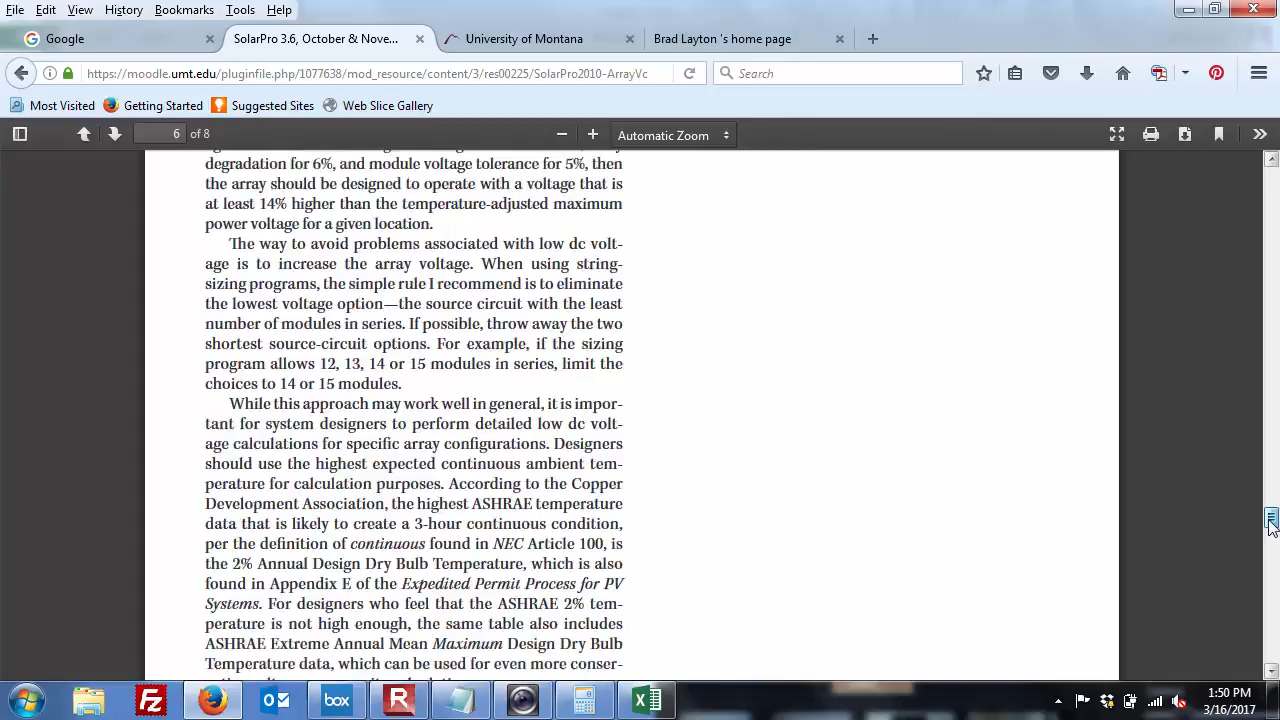 File Edit View History Bookmarks Tools Help
Google
SolarPro 3.6, October & Nove...
University of Montana
Brad Layton 's home page
https://moodle.umt.edu/pluginfile.php/1077638/mod_resource/content/3/res00225/SolarPro2010-ArrayVc
Search
Most Visited Getting Started Suggested Sites Web Slice Gallery
6 of 8
Automatic Zoom
degradation for 6%, and module voltage tolerance for 5%, then
the array should be designed to operate with a voltage that is
at least 14% higher than the temperature-adjusted maximum
power voltage for a given location.
The way to avoid problems associated with low dc volt-
age is to increase the array voltage. When using string-
sizing programs, the simple rule I recommend is to eliminate
the lowest voltage option—the source circuit with the least
number of modules in series. If possible, throw away the two
shortest source-circuit options. For example, if the sizing
program allows 12, 13, 14 or 15 modules in series, limit the
choices to 14 or 15 modules.
While this approach may work well in general, it is impor-
tant for system designers to perform detailed low dc volt-
age calculations for specific array configurations. Designers
should use the highest expected continuous ambient tem-
perature for calculation purposes. According to the Copper
Development Association, the highest ASHRAE temperature
data that is likely to create a 3-hour continuous condition,
per the definition of continuous found in NEC Article 100, is
the 2% Annual Design Dry Bulb Temperature, which is also
found in Appendix E of the Expedited Permit Process for PV
Systems. For designers who feel that the ASHRAE 2% tem-
perature is not high enough, the same table also includes
ASHRAE Extreme Annual Mean Maximum Design Dry Bulb
Temperature data, which can be used for even more conser-
box
1:50 PM
3/16/2017